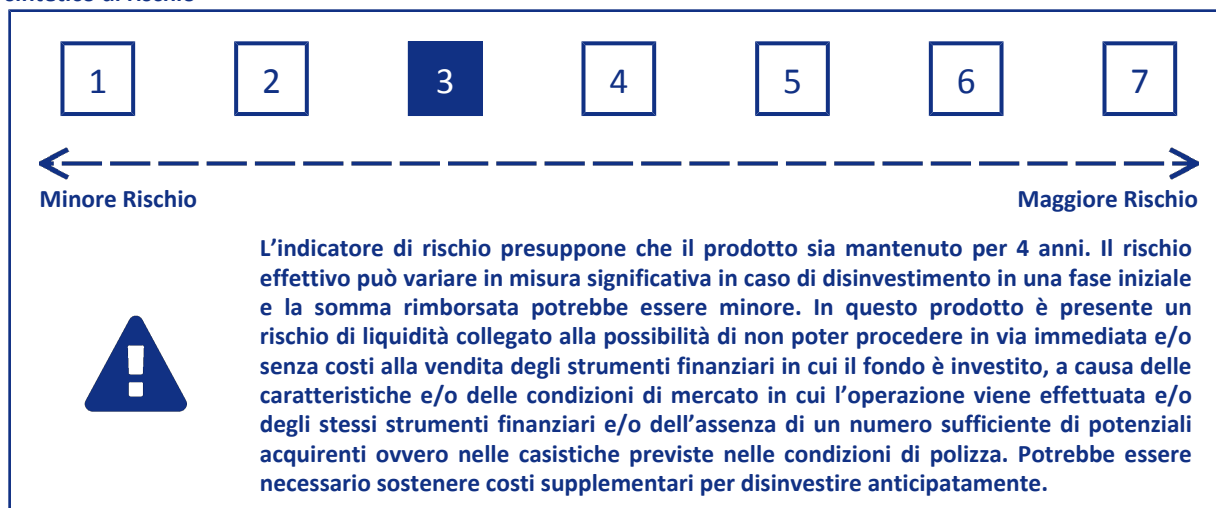 sintetico di rischio
1 2 3 4 5 6 7
Minore Rischio Maggiore Rischio
L’indicatore di rischio presuppone che il prodotto sia mantenuto per 4 anni. Il rischio
effettivo può variare in misura significativa in caso di disinvestimento in una fase iniziale
e la somma rimborsata potrebbe essere minore. In questo prodotto è presente un
rischio di liquidità collegato alla possibilità di non poter procedere in via immediata e/o
senza costi alla vendita degli strumenti finanziari in cui il fondo è investito, a causa delle
caratteristiche e/o delle condizioni di mercato in cui l’operazione viene effettuata e/o
degli stessi strumenti finanziari e/o dell’assenza di un numero sufficiente di potenziali
acquirenti ovvero nelle casistiche previste nelle condizioni di polizza. Potrebbe essere
necessario sostenere costi supplementari per disinvestire anticipatamente.